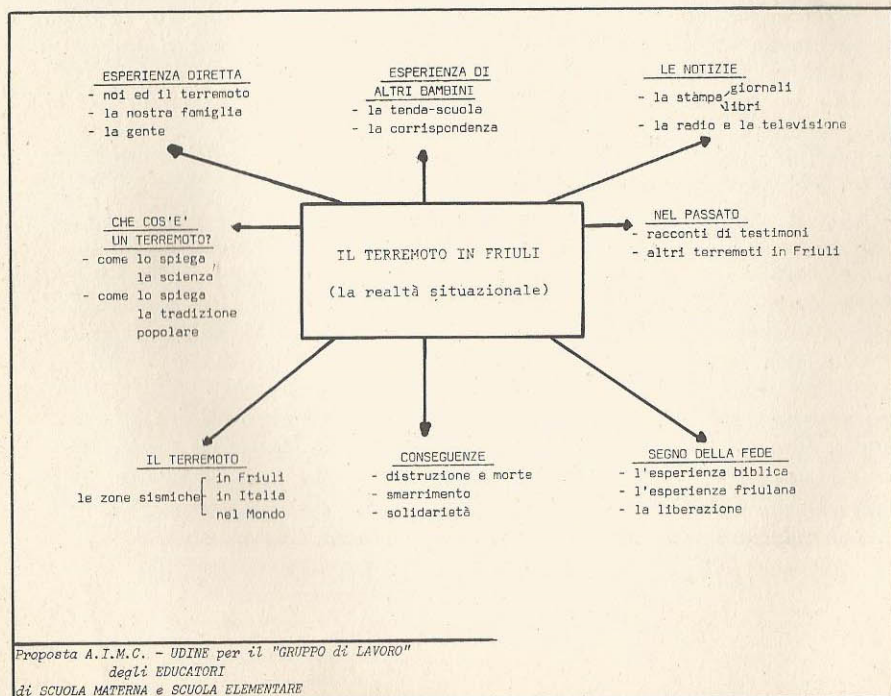 ESPERIENZA DIRETTA
- noi ed il terremoto
- la nostra famiglia
- la gente
ESPERIENZA DI
ALTRI BAMBINI
- la tenda-scuola
- la corrispondenza
LE NOTIZIE
giornali
- la stampa
libri
- la radio e la televisione
CHE COS'E'
UN TERREMOTO?
- come lo spiega
la scienza
- come lo spiega
la tradizione
popolare
IL TERREMOTO IN FRIULI
(la realtà situazionale)
NEL PASSATO
- racconti di testimoni
- altri terremoti in Friuli
IL TERREMOTO
in Friuli
le zone sismiche in Italia
nel Mondo
CONSEGUENZE
- distruzione e morte
- smarrimento
- solidarietà
SEGNO DELLA FEDE
- l'esperienza biblica
- l'esperienza friulana
- la liberazione
Proposta A.I.M.C. - UDINE per il "GRUPPO di LAVORO"
degli EDUCATORI
di SCUOLA MATERNA e SCUOLA ELEMENTARE